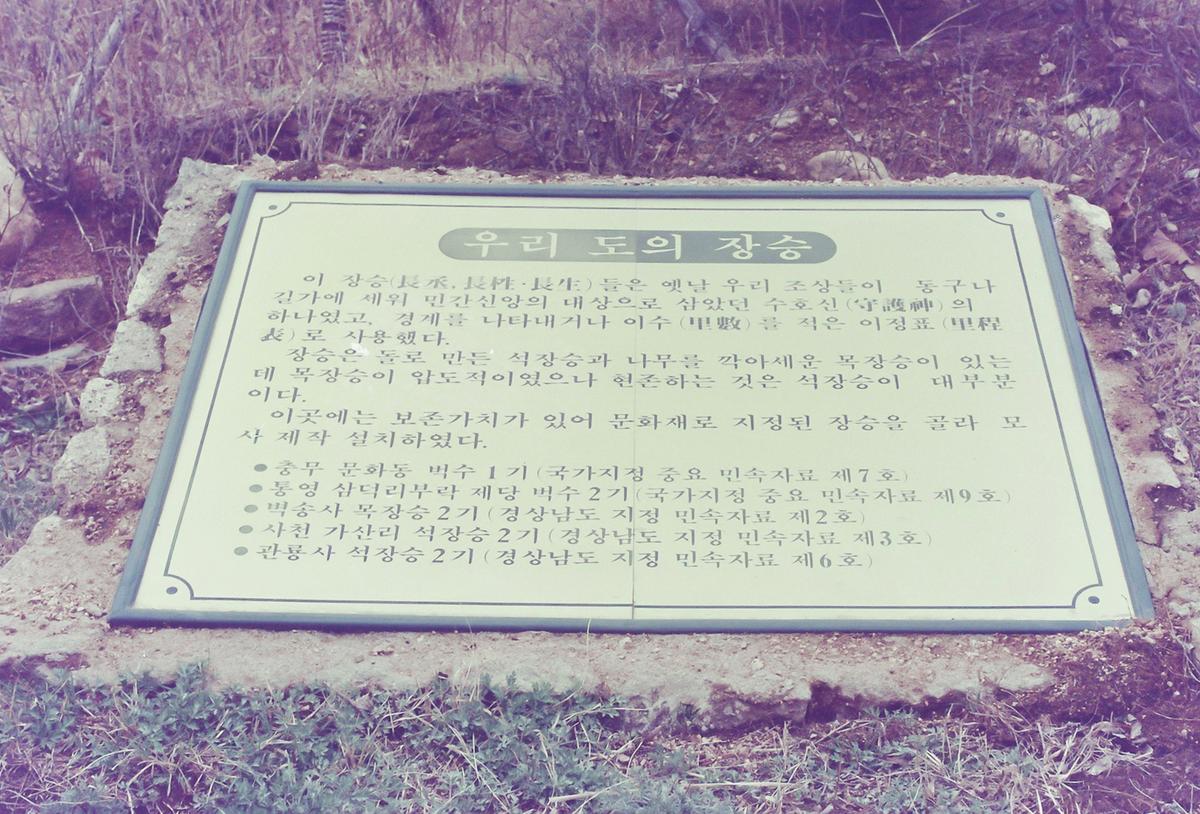 우리 도의 장승
이 장승(長丞, 長栍·長生)들은 옛날 우리 조상들이 동구나
길가에 세워 민간신앙의 대상으로 삼았던 수호신(守護神)의
하나였고, 경계를 나타내거나 이수(里數)를 적은 이정표(里程
表)로 사용했다.
장승은 돌로 만든 석장승과 나무를 깍아세운 목장승이 있는
데 목장승이 압도적이였으나 현존하는 것은 석장승이 대부분
이다.
이곳에는 보존가치가 있어 문화재로 지정된 장승을 골라 모
사 제작 설치하였다.
●충무 문화동 벅수 1기(국가지정 중요 민속자료 제7호)
●통영 삼덕리부락 제당 벅수 2기(국가지정 중요 민속자료 제9호)
●벽송사 목장승 2기(경상남도 지정 민속자료 제2호)
●사천 가산리 석장승 2기(경상남도 지정 민속자료 제3호)
●관룡사 석장승 2기(경상남도 지정 민속자료 제6호)